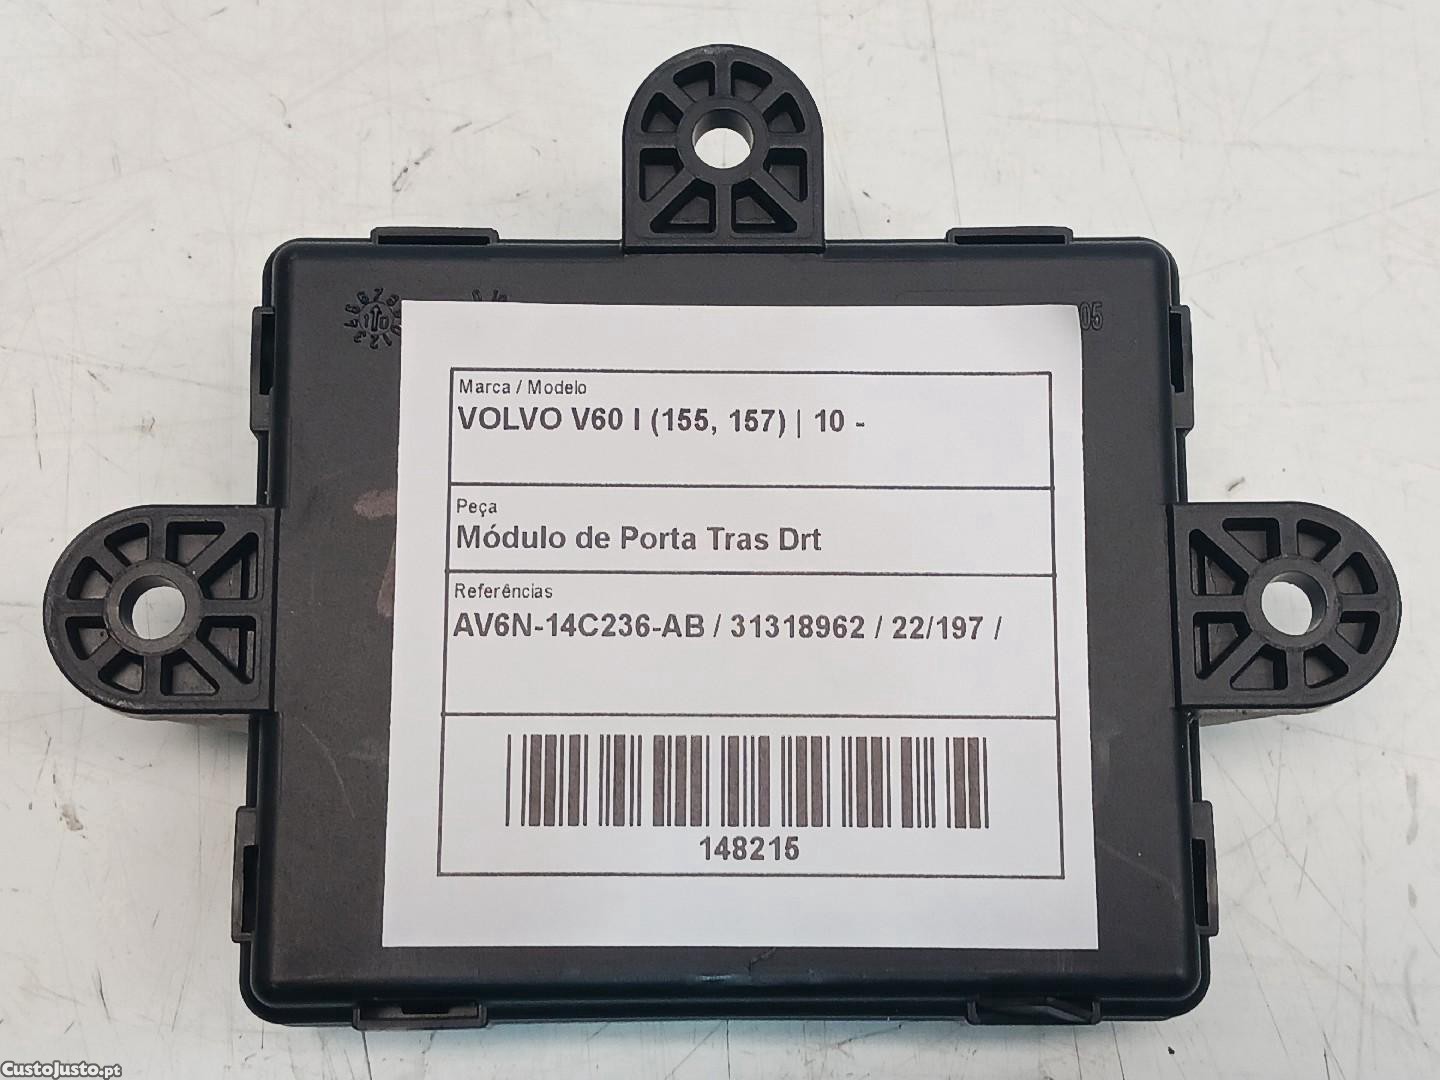 05
Marca / Modelo
VOLVO V60 I (155, 157) | 10 -
Peça
Módulo de Porta Tras Drt
Referências
AV6N-14C236-AB / 31318962 / 22/197 /
148215
CustoJusto.pt